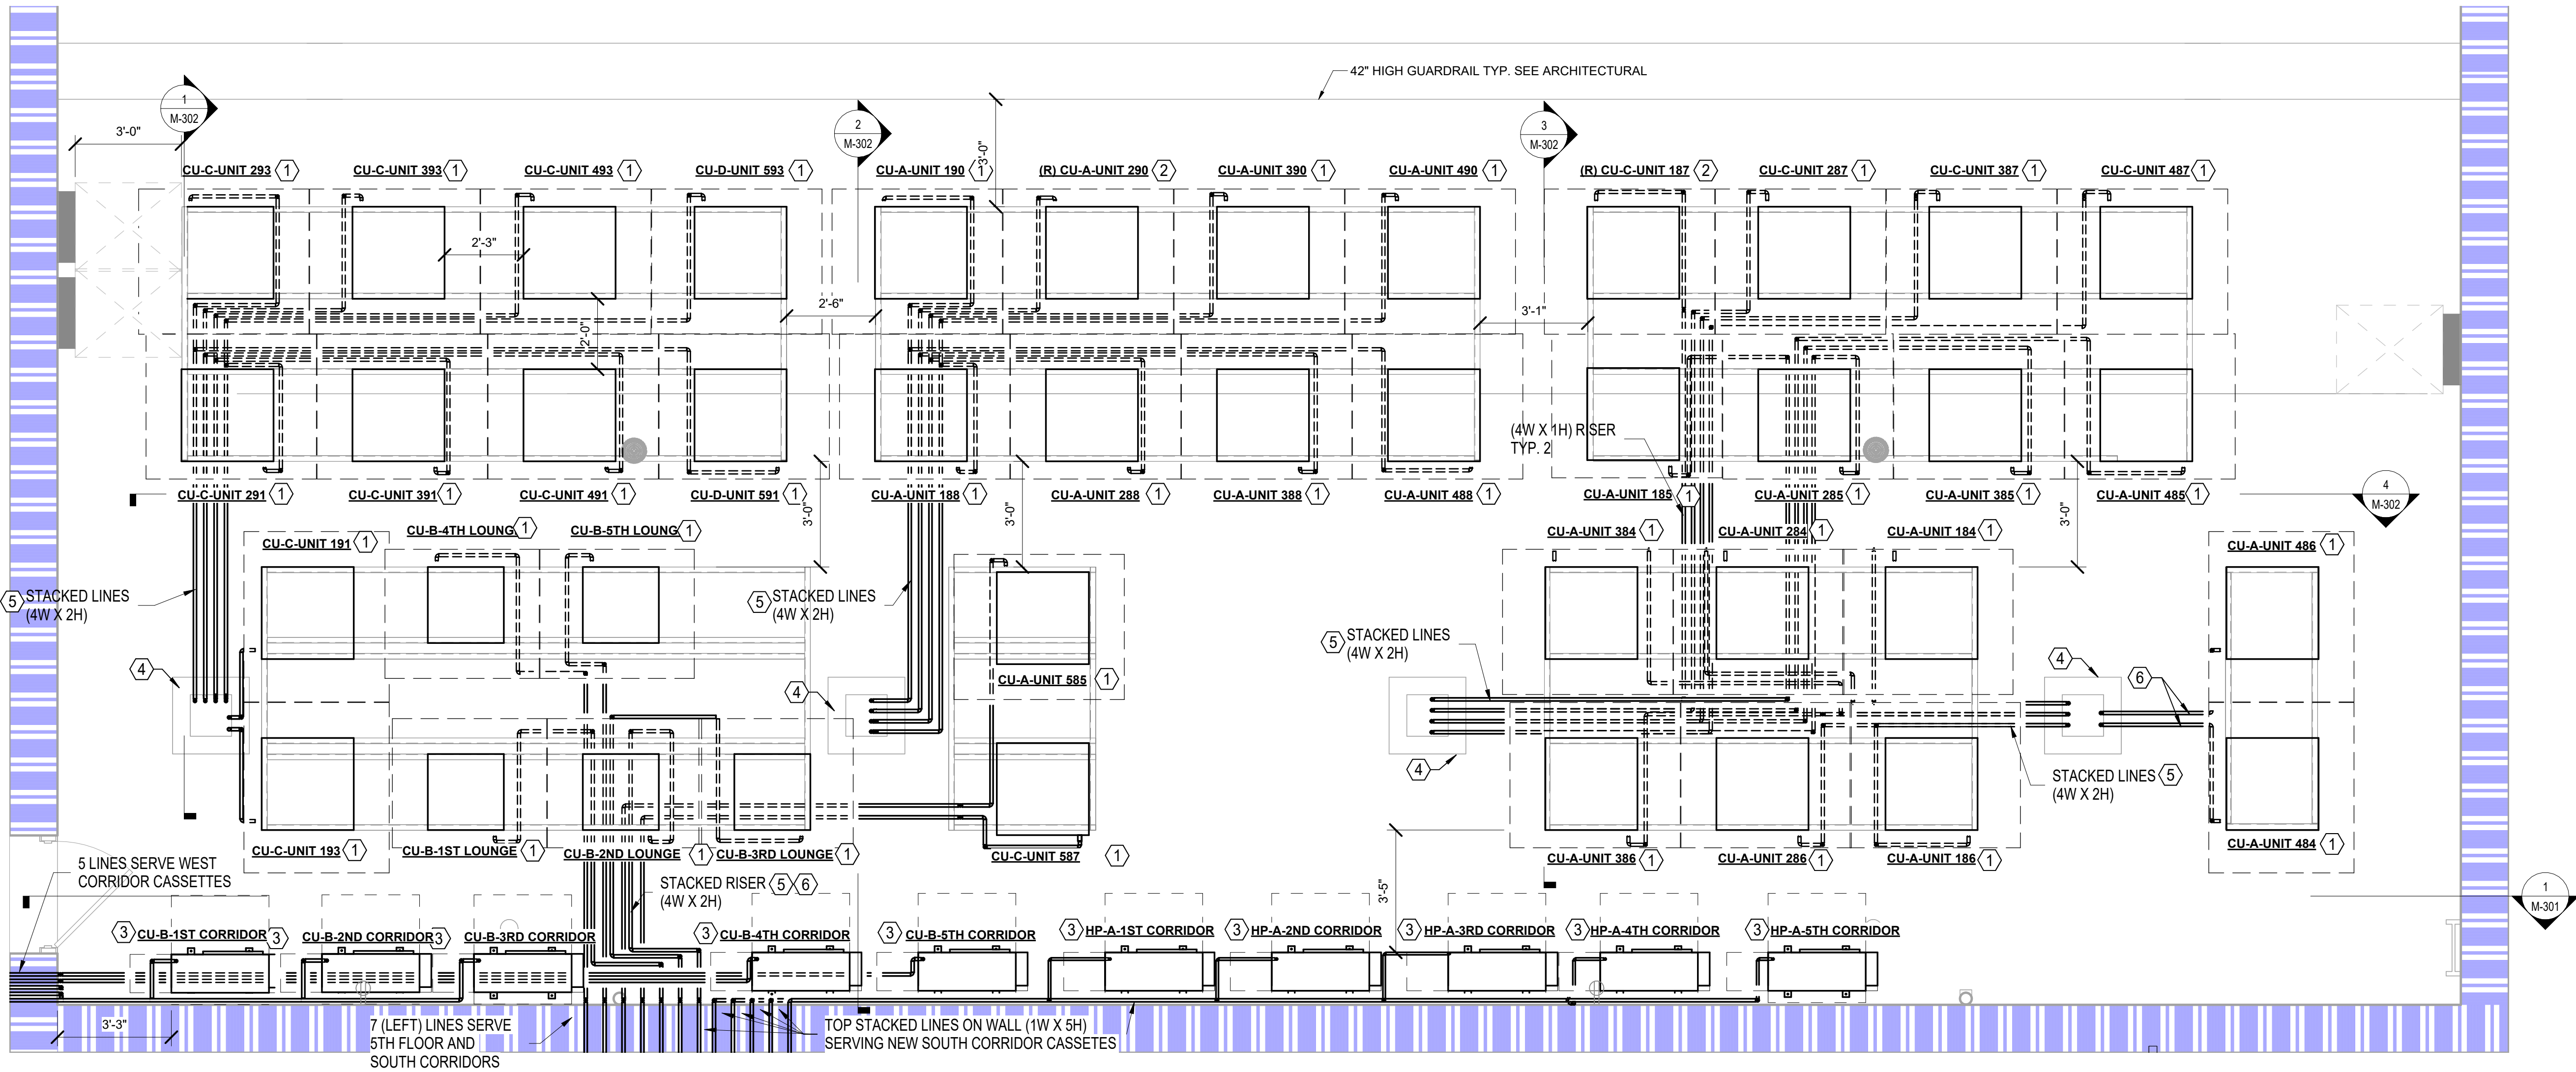 42" HIGH GUARDRAIL TYP. SEE ARCHITECTURAL
1
M-302
2
M-302
3
M-302
3'-0"
3'-0"
CU-C-UNIT 293 1
CU-C-UNIT 393 1
CU-C-UNIT 493 1
CU-D-UNIT 593 1
CU-A-UNIT 190 1
(R) CU-A-UNIT 290 2
CU-A-UNIT 390 1
CU-A-UNIT 490 1
(R) CU-C-UNIT 187 2
CU-C-UNIT 287 1
CU-C-UNIT 387 1
CU-C-UNIT 487 1
2'-3"
2'-6"
2'-0"
3'-1"
(4W X 1H) RISER
TYP. 2
CU-C-UNIT 291 1
CU-C-UNIT 391 1
CU-C-UNIT 491 1
CU-D-UNIT 591 1
CU-A-UNIT 188 1
CU-A-UNIT 288 1
CU-A-UNIT 388 1
CU-A-UNIT 488 1
CU-A-UNIT 185 1
CU-A-UNIT 285 1
CU-A-UNIT 385 1
CU-A-UNIT 485 1
4
M-302
3'-0"
3'-0"
3'-0"
CU-C-UNIT 191 1
CU-B-4TH LOUNG 1
CU-B-5TH LOUNG 1
CU-A-UNIT 384 1
CU-A-UNIT 284 1
CU-A-UNIT 184 1
CU-A-UNIT 486 1
5 STACKED LINES
(4W X 2H)
5 STACKED LINES
(4W X 2H)
5 STACKED LINES
(4W X 2H)
4
4
4
6
CU-A-UNIT 585 1
4
STACKED LINES 5
(4W X 2H)
CU-C-UNIT 193 1
CU-B-1ST LOUNGE 1
CU-B-2ND LOUNGE 1
CU-B-3RD LOUNGE 1
CU-C-UNIT 587 1
CU-A-UNIT 386 1
CU-A-UNIT 286 1
CU-A-UNIT 186 1
CU-A-UNIT 484 1
5 LINES SERVE WEST
CORRIDOR CASSETTES
STACKED RISER 5 6
(4W X 2H)
3'-5"
1
M-301
3 CU-B-1ST CORRIDOR
3 CU-B-2ND CORRIDOR
3 CU-B-3RD CORRIDOR
3 CU-B-4TH CORRIDOR
3 CU-B-5TH CORRIDOR
3 HP-A-1ST CORRIDOR
3 HP-A-2ND CORRIDOR
3 HP-A-3RD CORRIDOR
3 HP-A-4TH CORRIDOR
3 HP-A-5TH CORRIDOR
3'-3"
7 (LEFT) LINES SERVE
5TH FLOOR AND
SOUTH CORRIDORS
TOP STACKED LINES ON WALL (1W X 5H)
SERVING NEW SOUTH CORRIDOR CASSETES